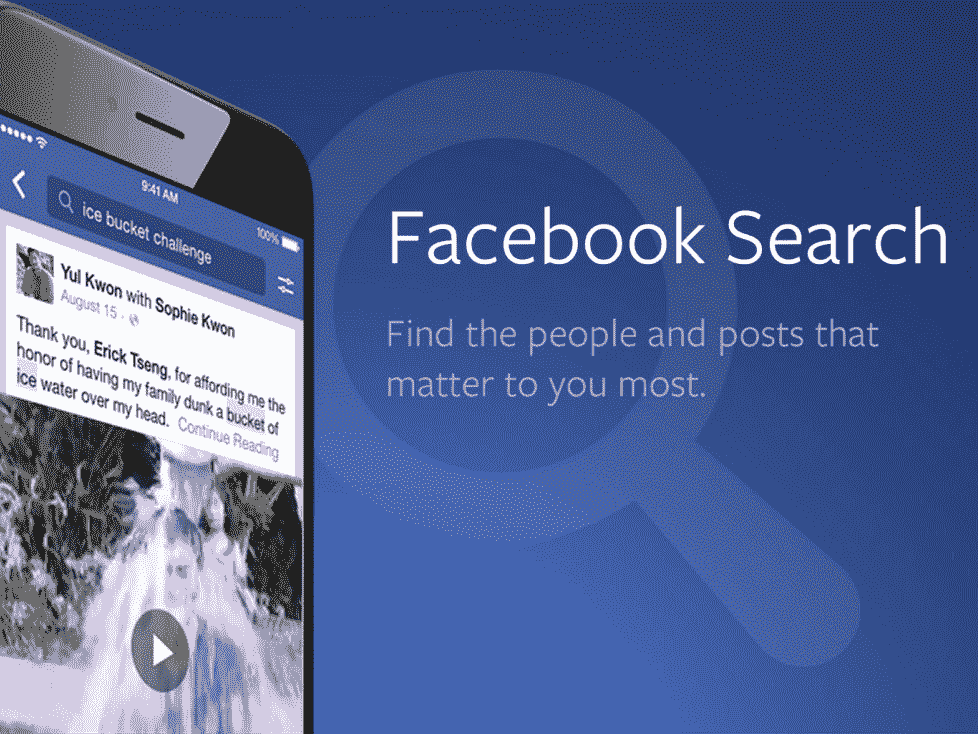 9:41 AM
100%
ice bucket challenge
Yul Kwon with Sophie Kwon
August 15 ·
Thank you, Erick Tseng, for affording me the
honor of having my family dunk a bucket of
ice water over my head. Continue Reading
Facebook Search
Find the people and posts that
matter to you most.